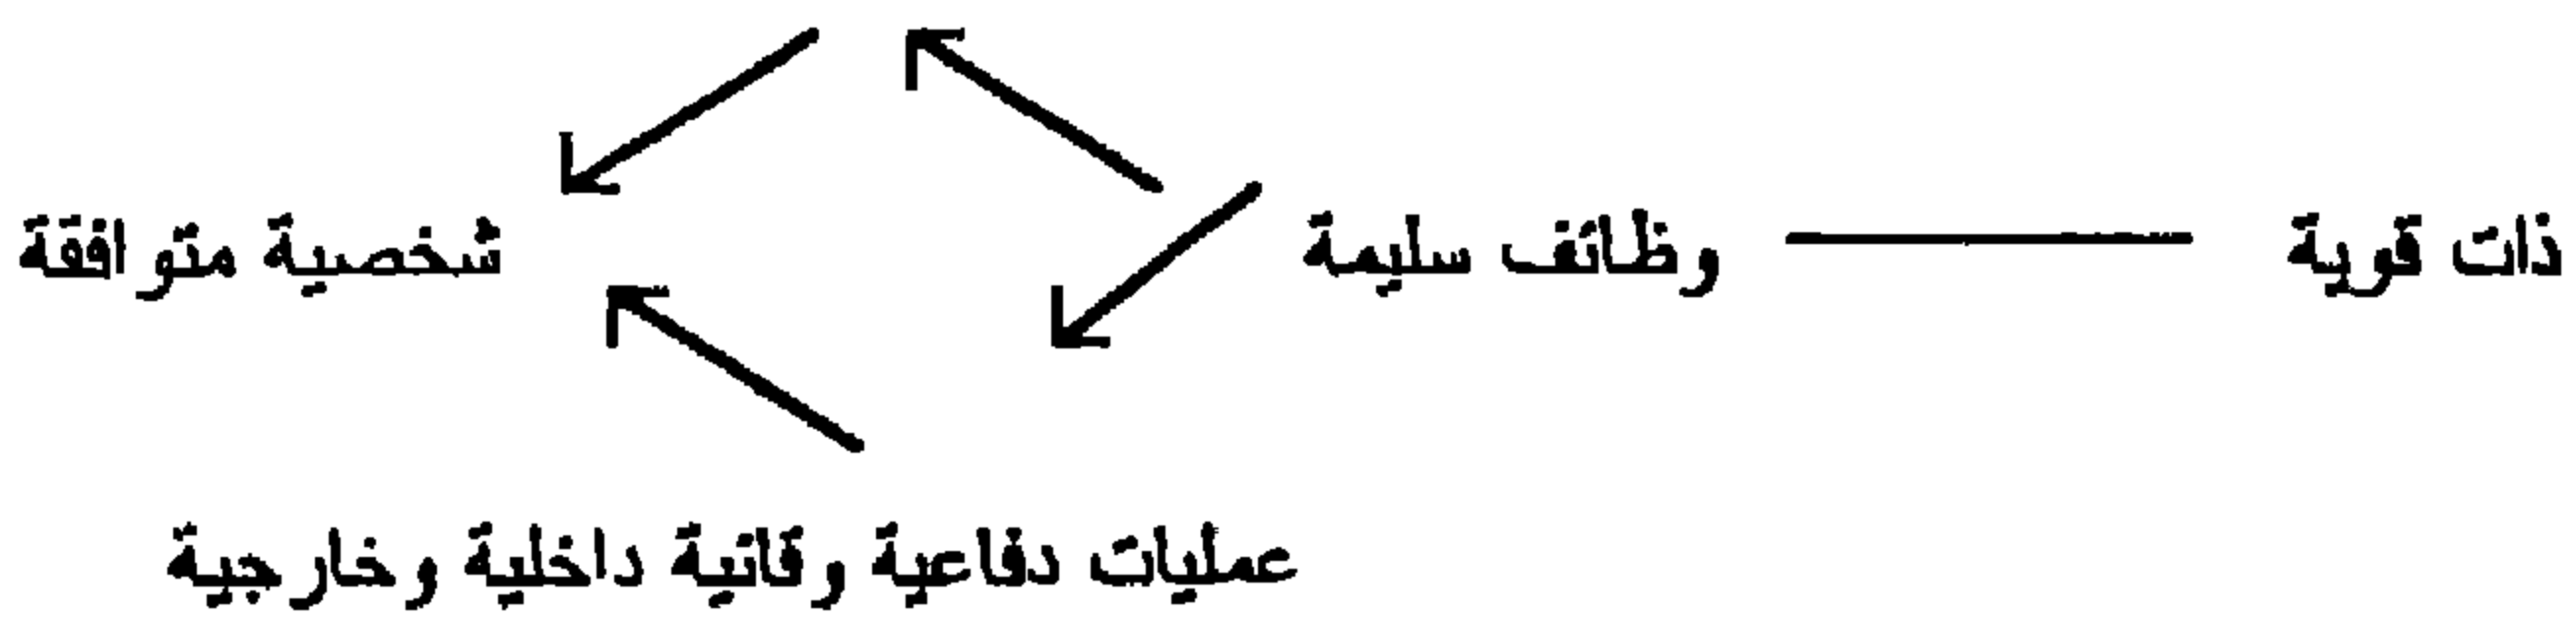 ذات قوية وظائف سليمة شخصية متوافقة
عمليات دفاعية وقائية داخلية وخارجية